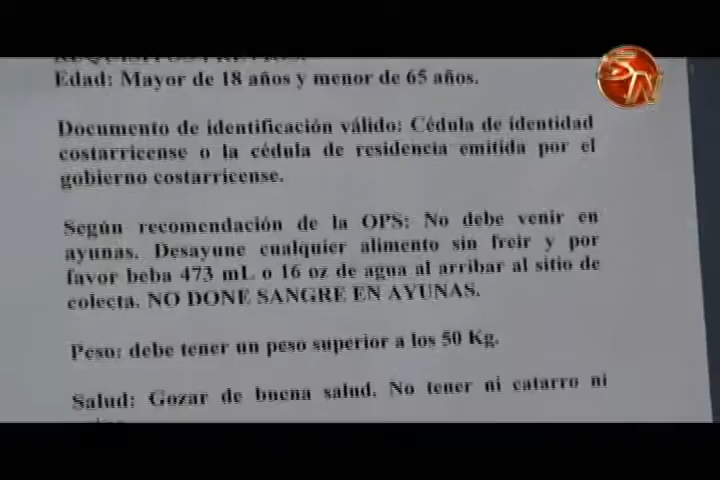 REQUISITOS PREVIOS:
Edad: Mayor de 18 años y menor de 65 años.
Documento de identificación válido: Cédula de identidad
costarricense o la cédula de residencia emitida por el
gobierno costarricense.
Según recomendación de la OPS: No debe venir en
ayunas. Desayune cualquier alimento sin freir y por
favor beba 473 mL o 16 oz de agua al arribar al sitio de
colecta. NO DONE SANGRE EN AYUNAS.
Peso: debe tener un peso superior a los 50 Kg.
Salud: Gozar de buena salud. No tener ni catarro ni